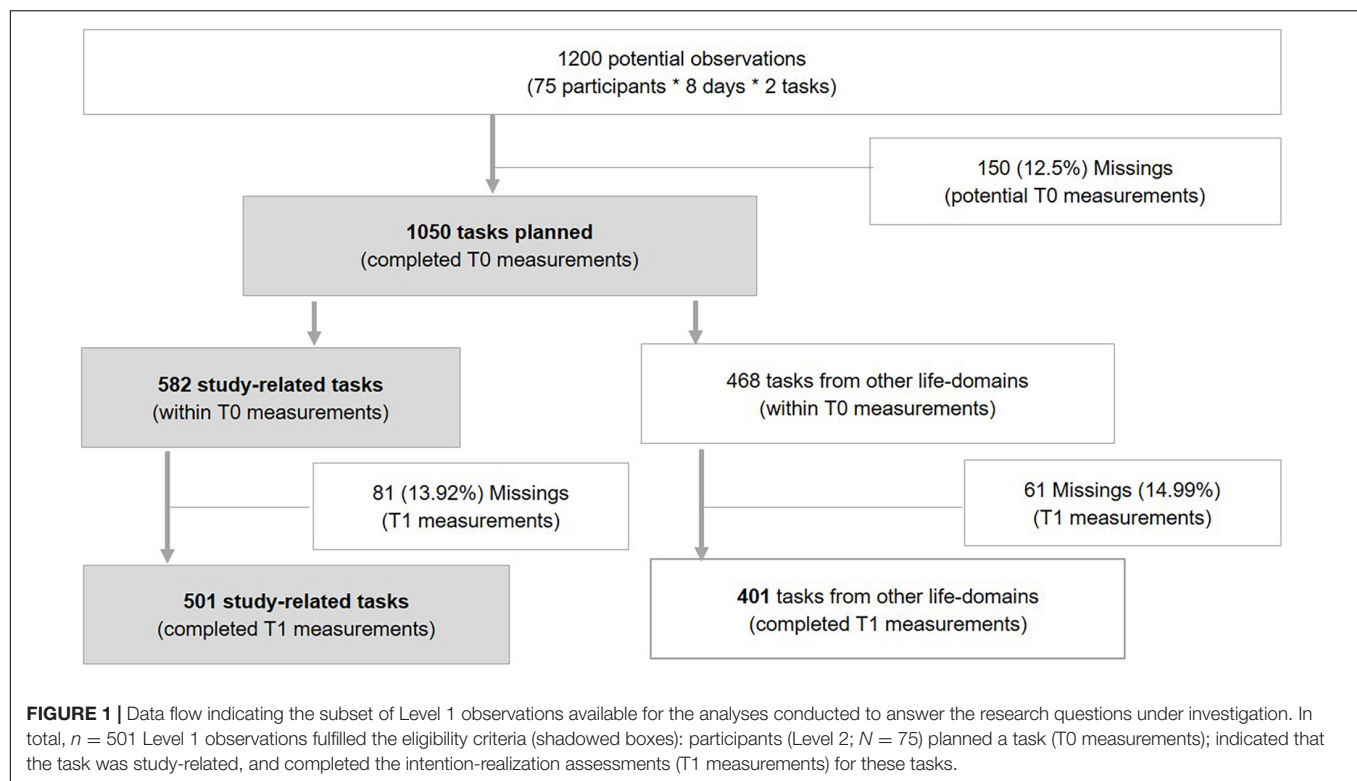 1200 potential observations
(75 participants * 8 days * 2 tasks)
150 (12.5%) Missings
(potential T0 measurements)
1050 tasks planned
(completed T0 measurements)
582 study-related tasks
(within T0 measurements)
468 tasks from other life-domains
(within T0 measurements)
81 (13.92%) Missings
(T1 measurements)
61 Missings (14.99%)
(T1 measurements)
501 study-related tasks
(completed T1 measurements)
401 tasks from other life-domains
(completed T1 measurements)
FIGURE 1 | Data flow indicating the subset of Level 1 observations available for the analyses conducted to answer the research questions under investigation. In
total, n = 501 Level 1 observations fulfilled the eligibility criteria (shadowed boxes): participants (Level 2; N = 75) planned a task (T0 measurements); indicated that
the task was study-related, and completed the intention-realization assessments (T1 measurements) for these tasks.